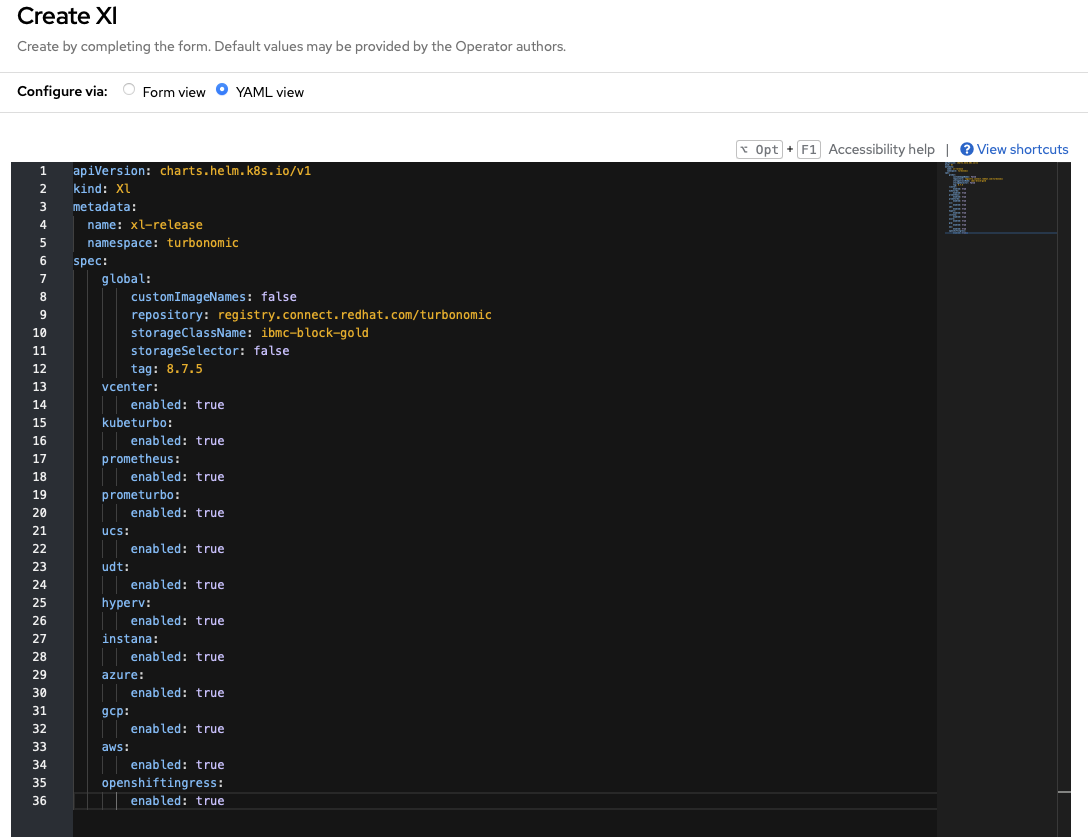 Create Xl
Create by completing the form. Default values may be provided by the Operator authors.
Configure via: Form view YAML view
⌥ Opt + F1 Accessibility help | View shortcuts
1 apiVersion: charts.helm.k8s.io/v1
2 kind: Xl
3 metadata:
4   name: xl-release
5   namespace: turbonomic
6 spec:
7     global:
8         customImageNames: false
9         repository: registry.connect.redhat.com/turbonomic
10         storageClassName: ibmc-block-gold
11         storageSelector: false
12         tag: 8.7.5
13     vcenter:
14         enabled: true
15     kubeturbo:
16         enabled: true
17     prometheus:
18         enabled: true
19     prometurbo:
20         enabled: true
21     ucs:
22         enabled: true
23     udt:
24         enabled: true
25     hyperv:
26         enabled: true
27     instana:
28         enabled: true
29     azure:
30         enabled: true
31     gcp:
32         enabled: true
33     aws:
34         enabled: true
35     openshiftingress:
36         enabled: true